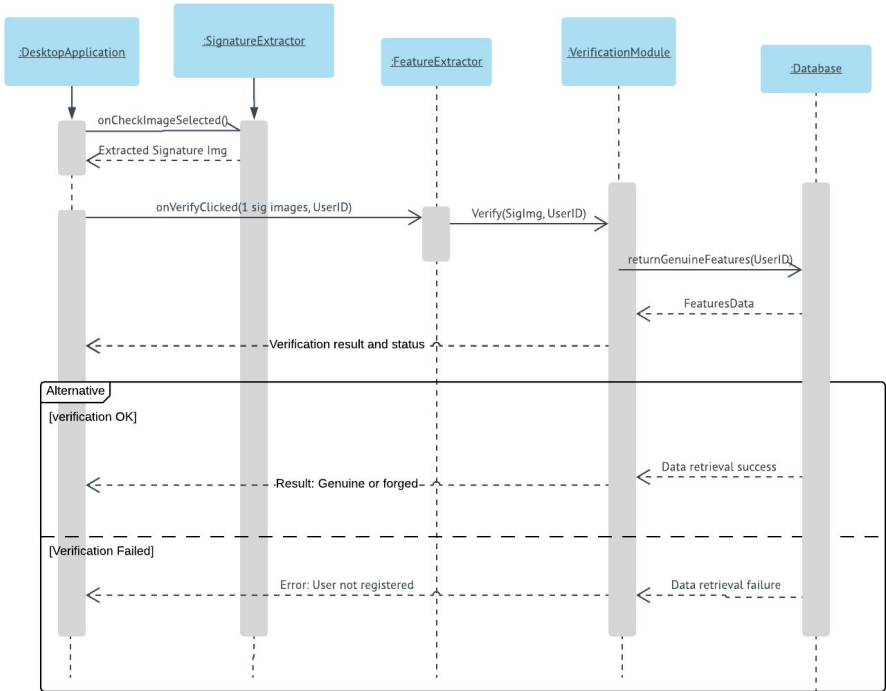 :DesktopApplication
:SignatureExtractor
:FeatureExtractor
:VerificationModule
:Database
onCheckImageSelected()
Extracted Signature Img
onVerifyClicked(1 sig images, UserID)
Verify(SigImg, UserID)
returnGenuineFeatures(UserID)
FeaturesData
Verification result and status
Alternative
[verification OK]
Data retrieval success
Result: Genuine or forged
[Verification Failed]
Error: User not registered
Data retrieval failure